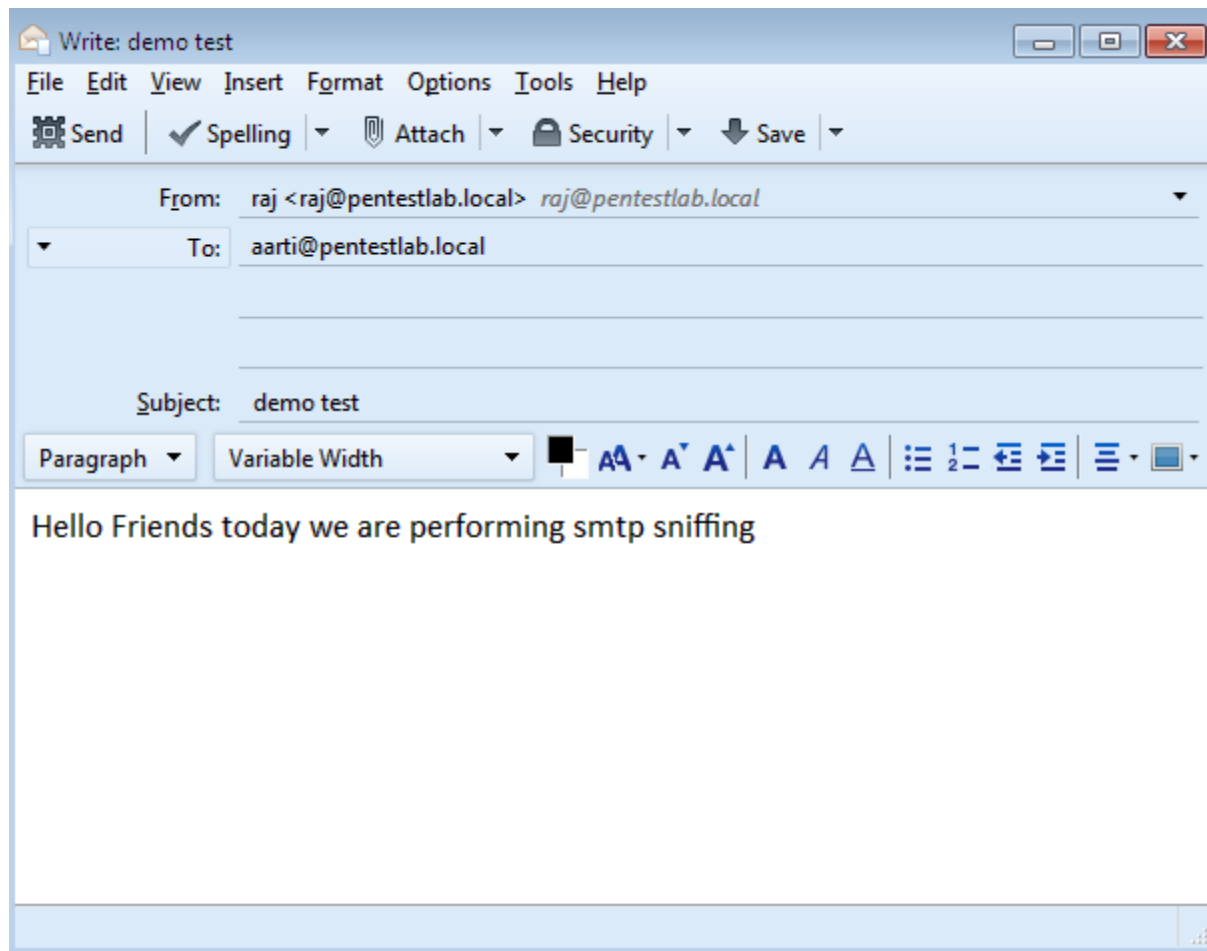 Write: demo test
File Edit View Insert Format Options Tools Help
Send Spelling Attach Security Save
From: raj <raj@pentestlab.local> raj@pentestlab.local
To: aarti@pentestlab.local
Subject: demo test
Paragraph Variable Width
Hello Friends today we are performing smtp sniffing